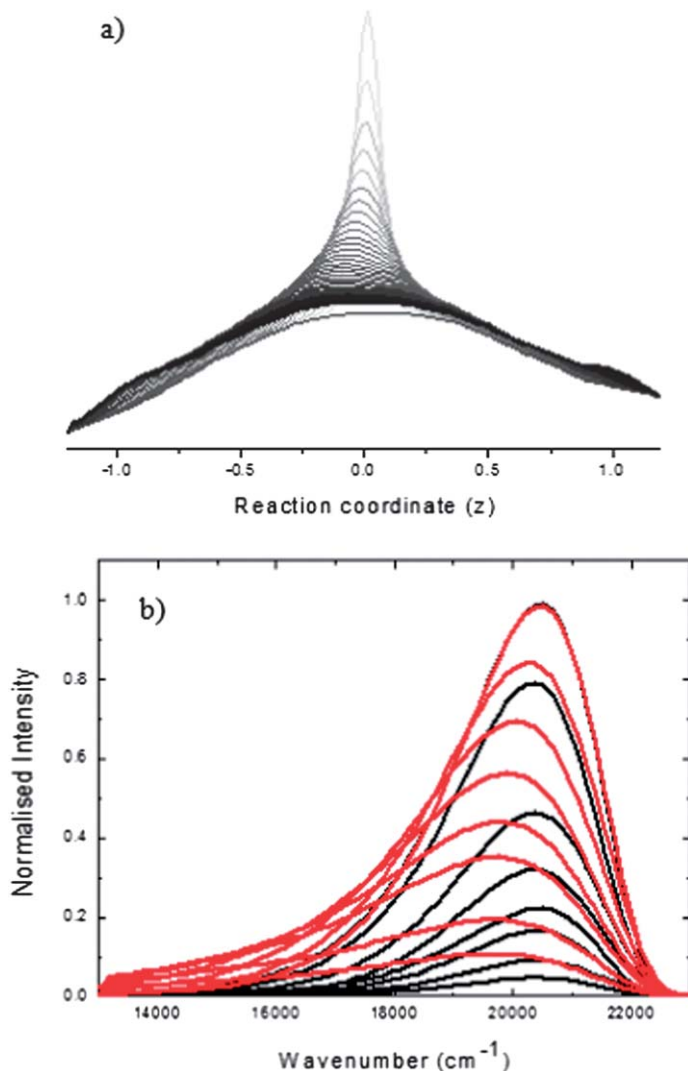 a)
-1.0 -0.5 0.0 0.5 1.0
Reaction coordinate (z)
b)
1.0
0.8
0.6
0.4
0.2
0.0
Normalised Intensity
14000 16000 18000 20000 22000
Wavenumber (cm-1)